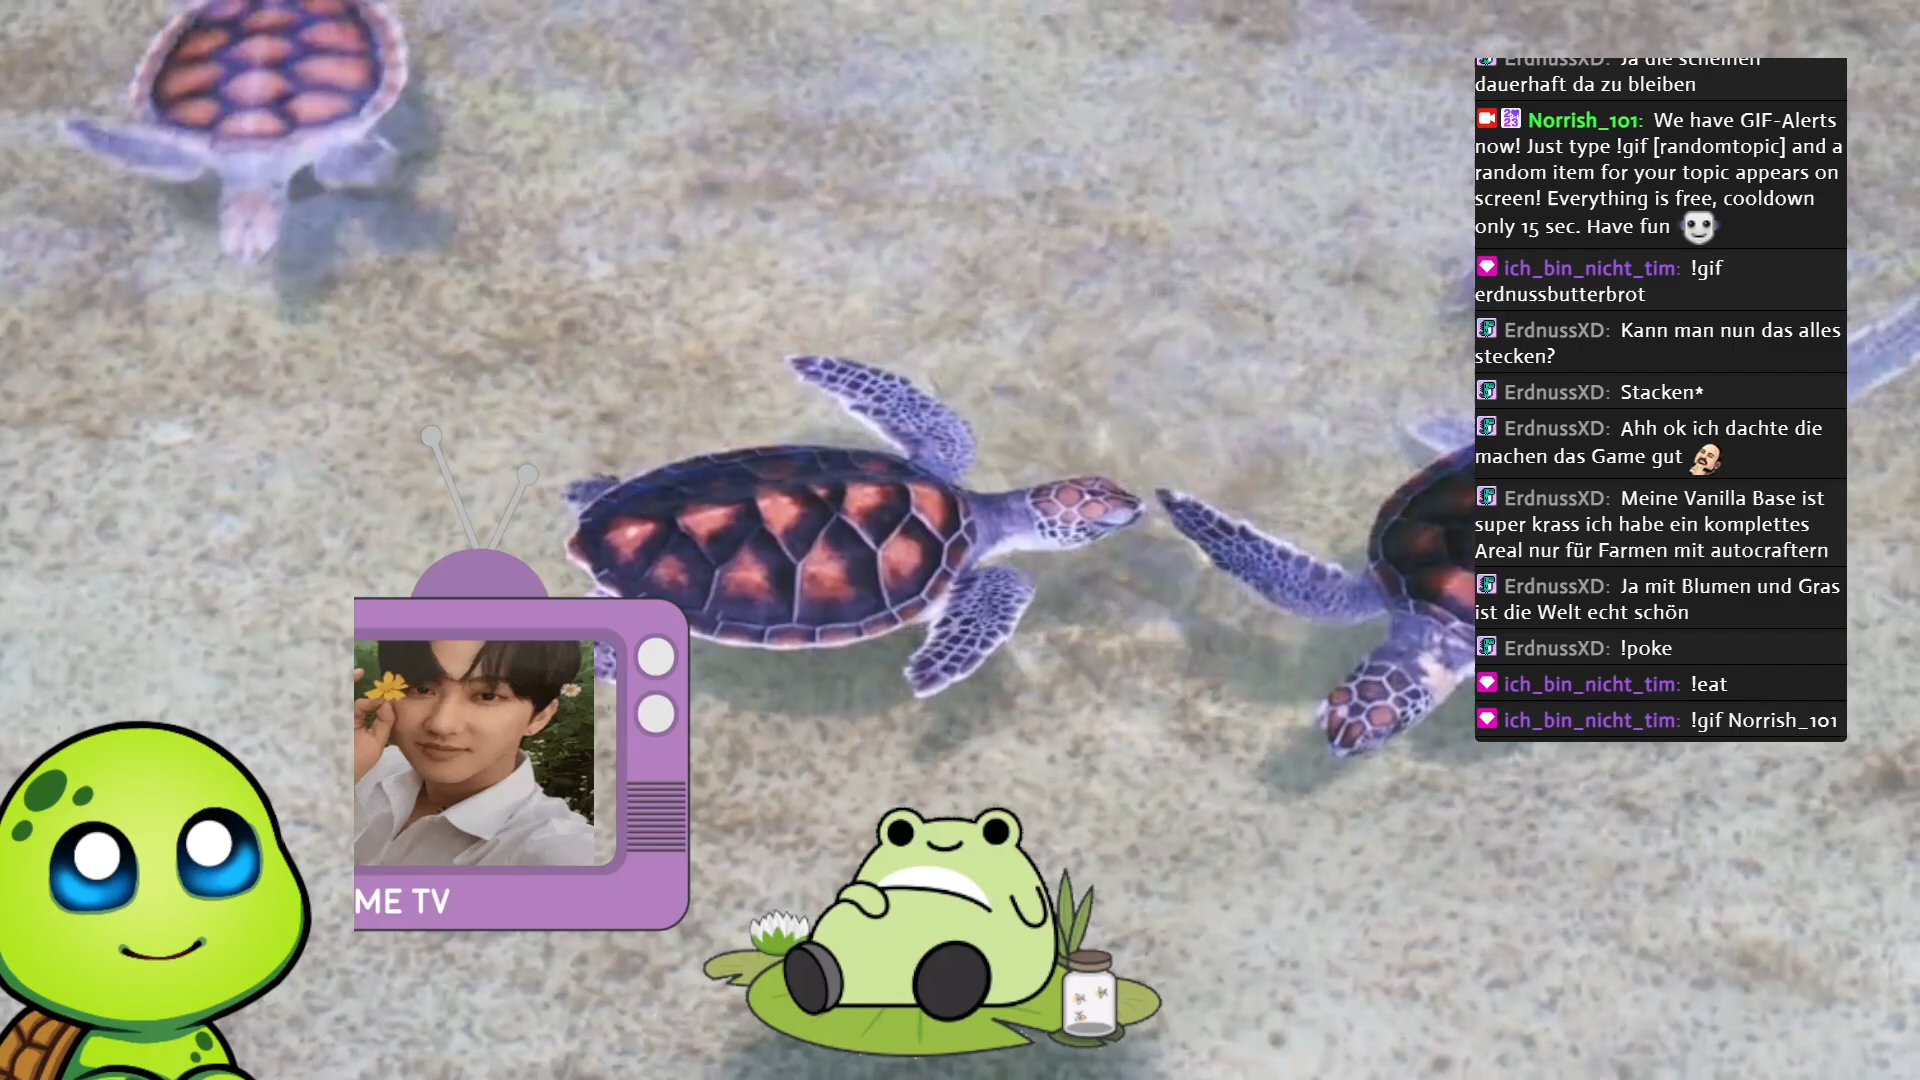 ErdnussXD: Ja die scheinen
dauerhaft da zu bleiben
Norrish_101: We have GIF-Alerts
now! Just type !gif [randomtopic] and a
random item for your topic appears on
screen! Everything is free, cooldown
only 15 sec. Have fun
ich_bin_nicht_tim: !gif
erdnussbutterbrot
ErdnussXD: Kann man nun das alles
stecken?
ErdnussXD: Stacken*
ErdnussXD: Ahh ok ich dachte die
machen das Game gut
ErdnussXD: Meine Vanilla Base ist
super krass ich habe ein komplettes
Areal nur für Farmen mit autocraftern
ErdnussXD: Ja mit Blumen und Gras
ist die Welt echt schön
ErdnussXD: !poke
ich_bin_nicht_tim: !eat
ich_bin_nicht_tim: !gif Norrish_101
ME TV